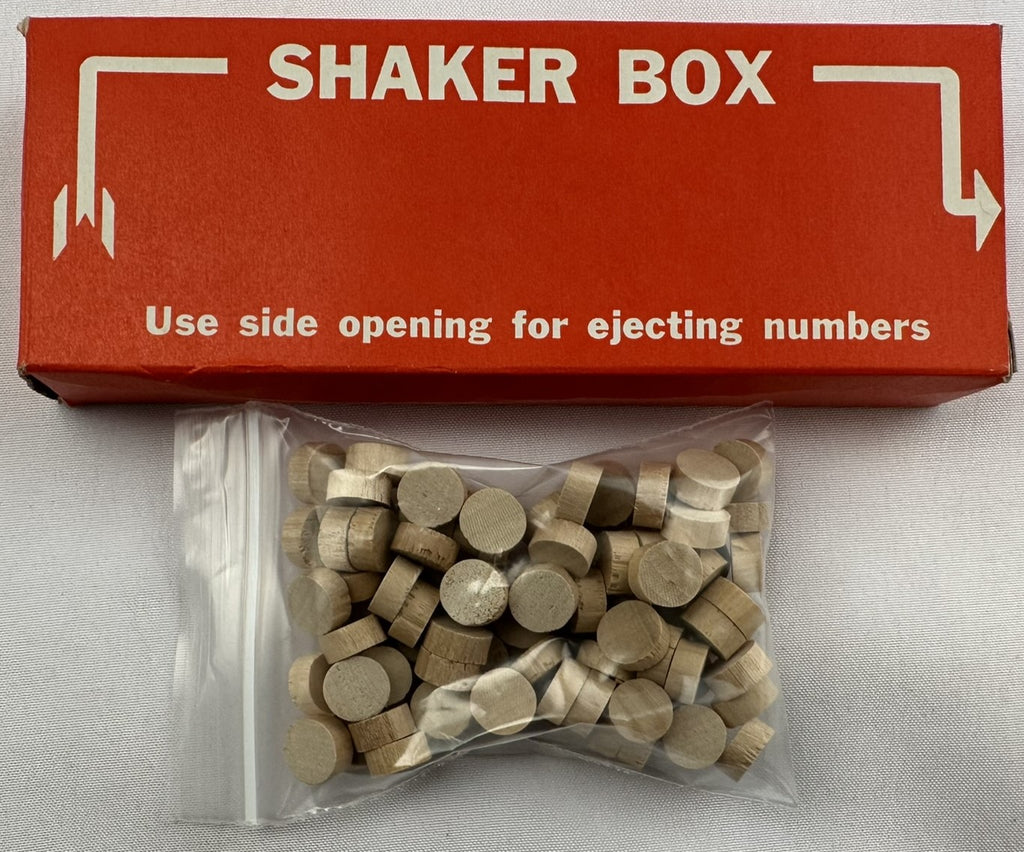 SHAKER BOX
Use side opening for ejecting numbers